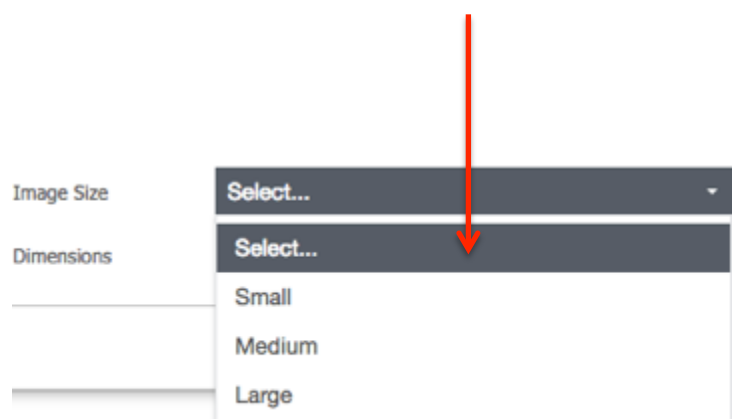 Image Size Select...
Dimensions Select...
Small
Medium
Large